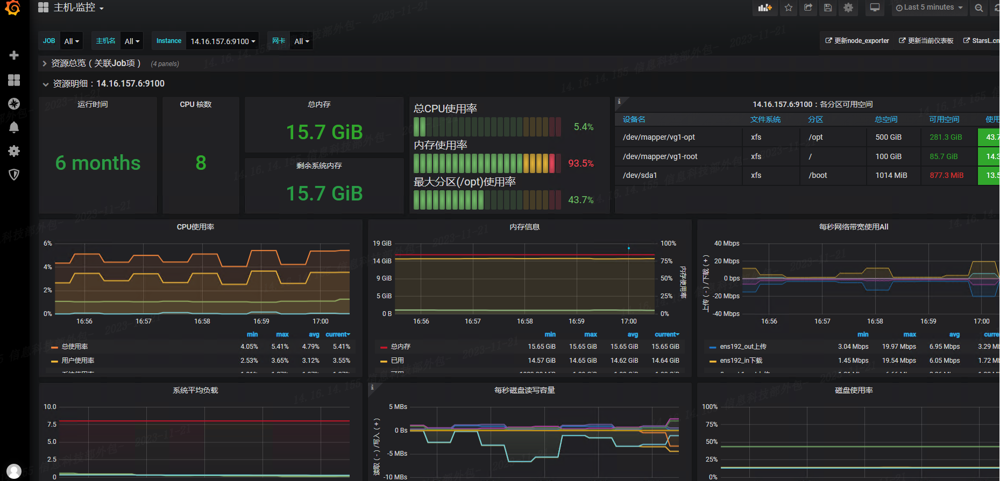 主机-监控
Last 5 minutes
JOB All 主机名 All Instance 14.16.157.6:9100 网卡 All
更新node_exporter 更新当前仪表板 StarsL.cn
资源总览（关联Job项） (4 panels)
资源明细：14.16.157.6:9100
运行时间
6 months
CPU 核数
8
总内存
15.7 GiB
剩余系统内存
15.7 GiB
总CPU使用率
5.4%
内存使用率
93.5%
最大分区(/opt)使用率
43.7%
14.16.157.6:9100：各分区可用空间
设备名 文件系统 分区 总空间 可用空间 使用
/dev/mapper/vg1-opt xfs /opt 500 GiB 281.3 GiB 43.7
/dev/mapper/vg1-root xfs / 100 GiB 85.7 GiB 14.3
/dev/sda1 xfs /boot 1014 MiB 877.3 MiB 13.5
CPU使用率
6%
4%
2%
0%
16:56 16:57 16:58 16:59 17:00
min max avg current
总使用率 4.05% 5.41% 4.79% 5.41%
用户使用率 2.53% 3.65% 3.12% 3.55%
内存信息
19 GiB 100%
14 GiB 75%
9 GiB 50%
5 GiB 25%
0 B 0%
内存使用率
16:56 16:57 16:58 16:59 17:00
min max avg current
总内存 15.65 GiB 15.65 GiB 15.65 GiB 15.65 GiB
已用 14.57 GiB 14.65 GiB 14.62 GiB 14.64 GiB
每秒网络带宽使用All
上传（-）/下载（+）
40 Mbps
20 Mbps
0 bps
-20 Mbps
-40 Mbps
16:56 16:57 16:58 16:59 17:00
min max avg curre
ens192_out上传 3.04 Mbps 19.97 Mbps 6.95 Mbps 3.29 M
ens192_in下载 1.45 Mbps 19.54 Mbps 6.05 Mbps 1.72 M
系统平均负载
10.0
7.5
5.0
2.5
0
每秒磁盘读写容量
读取（-）/写入（+）
5 MBs
0 Bs
-5 MBs
-10 MBs
磁盘使用率
100%
75%
50%
25%
0%
14.16.14.155 信息科技部外包- 2023-11-21